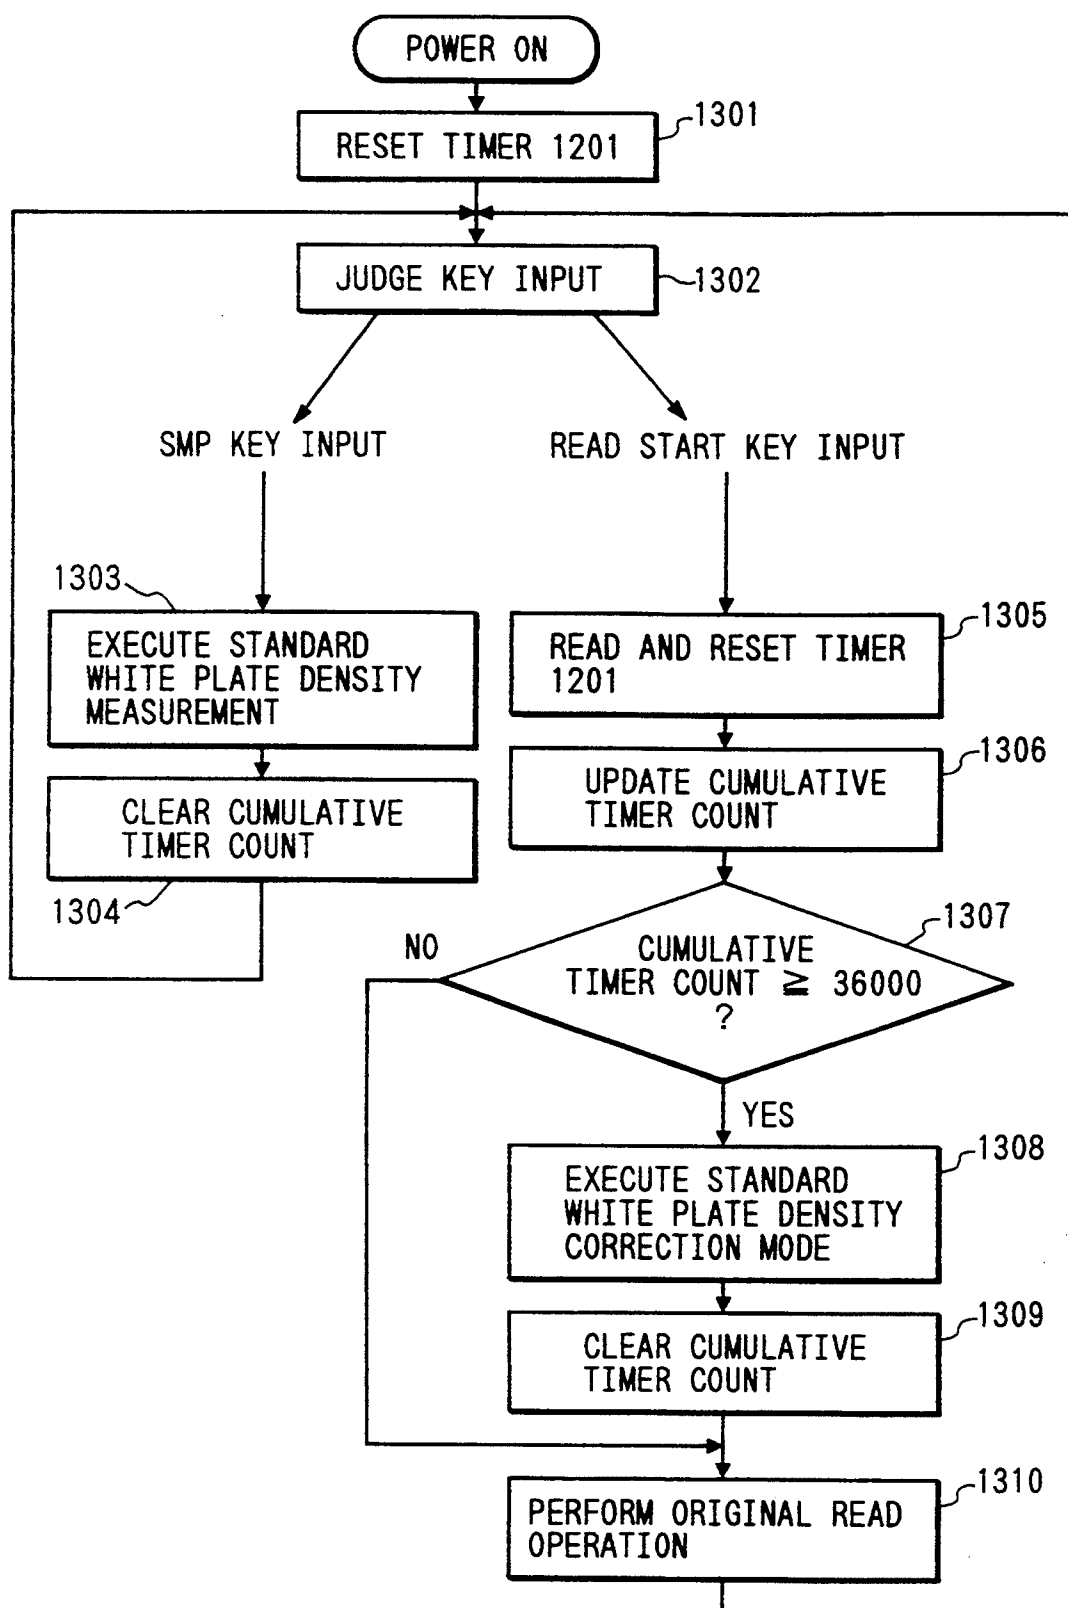 POWER ON
1301
RESET TIMER 1201
JUDGE KEY INPUT
1302
SMP KEY INPUT
READ START KEY INPUT
1303
EXECUTE STANDARD
WHITE PLATE DENSITY
MEASUREMENT
1305
READ AND RESET TIMER
1201
CLEAR CUMULATIVE
TIMER COUNT
1304
1306
UPDATE CUMULATIVE
TIMER COUNT
1307
NO
CUMULATIVE
TIMER COUNT ≧ 36000
?
YES
1308
EXECUTE STANDARD
WHITE PLATE DENSITY
CORRECTION MODE
1309
CLEAR CUMULATIVE
TIMER COUNT
1310
PERFORM ORIGINAL READ
OPERATION